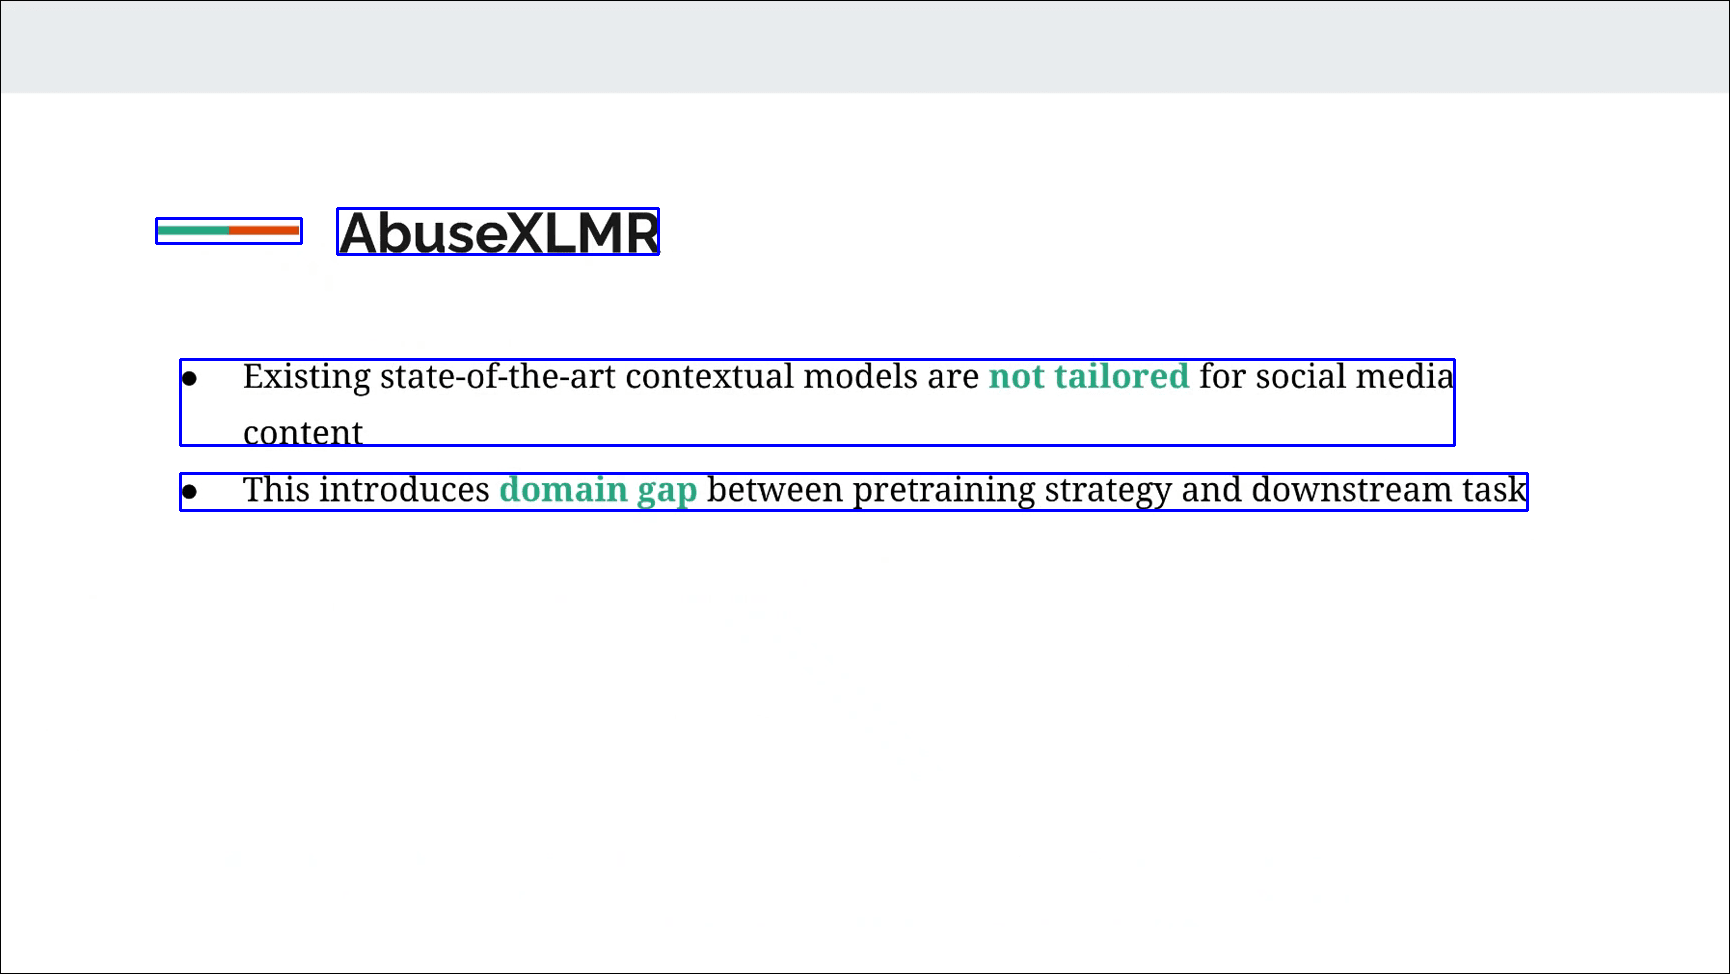 AbuseXLMR
● Existing state-of-the-art contextual models are not tailored for social media
content
● This introduces domain gap between pretraining strategy and downstream task